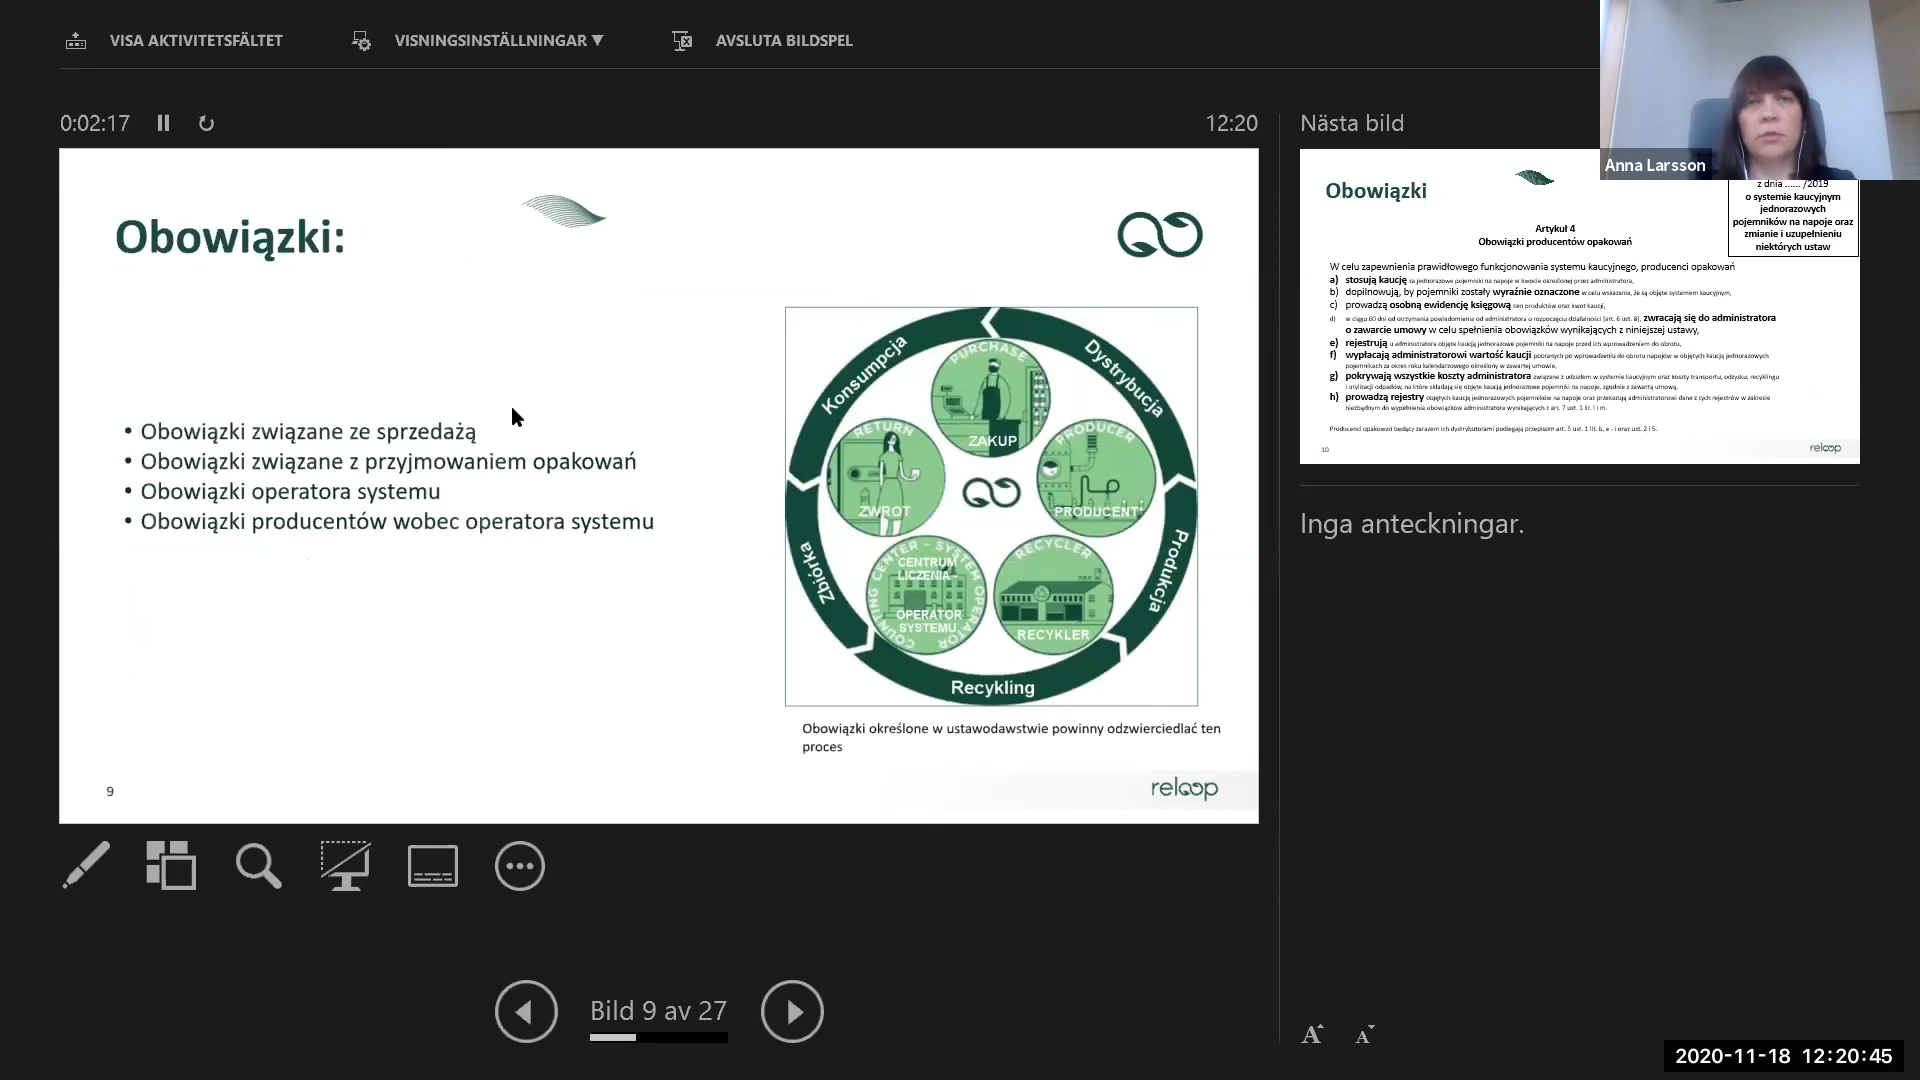 VISA AKTIVITETSFÄLTET
VISNINGSINSTÄLLNINGAR ▼
AVSLUTA BILDSPEL
0:02:17
12:20
Obowiązki:
• Obowiązki związane ze sprzedażą
• Obowiązki związane z przyjmowaniem opakowań
• Obowiązki operatora systemu
• Obowiązki producentów wobec operatora systemu
Konsumpcja
Dystrybucja
Produkcja
Recykling
Zbiórka
PURCHASE
ZAKUP
RETURN
ZWROT
PRODUCER
PRODUCENT
COUNTING CENTER - SYSTEM OPERATOR
CENTRUM
LICZENIA -
OPERATOR
SYSTEMU
RECYCLER
RECYKLER
Obowiązki określone w ustawodawstwie powinny odzwierciedlać ten
proces
9
reloop
Bild 9 av 27
Nästa bild
Anna Larsson
Obowiązki
z dnia ...... /2019
o systemie kaucyjnym
jednorazowych
pojemników na napoje oraz
zmianie i uzupełnieniu
niektórych ustaw
Artykuł 4
Obowiązki producentów opakowań
W celu zapewnienia prawidłowego funkcjonowania systemu kaucyjnego, producenci opakowań
a) stosują kaucję za jednorazowe pojemniki na napoje w kwocie określonej przez administratora,
b) dopilnowują, by pojemniki zostały wyraźnie oznaczone w celu wskazania, że są objęte systemem kaucyjnym,
c) prowadzą osobną ewidencję księgową cen produktów oraz kwot kaucji,
d) w ciągu 60 dni od otrzymania powiadomienia od administratora o rozpoczęciu działalności (art. 6 ust. 8), zwracają się do administratora
o zawarcie umowy w celu spełnienia obowiązków wynikających z niniejszej ustawy,
e) rejestrują u administratora objęte kaucją jednorazowe pojemniki na napoje przed ich wprowadzeniem do obrotu,
f) wypłacają administratorowi wartość kaucji pobranych po wprowadzeniu do obrotu napojów w objętych kaucją jednorazowych
pojemnikach za okres roku kalendarzowego określony w zawartej umowie,
g) pokrywają wszystkie koszty administratora związane z udziałem w systemie kaucyjnym oraz koszty transportu, odzysku, recyklingu
i utylizacji odpadów, na które składają się objęte kaucją jednorazowe pojemniki na napoje, zgodnie z zawartą umową,
h) prowadzą rejestry objętych kaucją jednorazowych pojemników na napoje oraz przekazują administratorowi dane z tych rejestrów w zakresie
niezbędnym do wypełnienia obowiązków administratora wynikających z art. 7 ust. 1 lit. l i m.
Producenci opakowań będący zarazem ich dystrybutorami podlegają przepisom art. 5 ust. 1 lit. b, e - i oraz ust. 2 i 5.
10
reloop
Inga anteckningar.
2020-11-18 12:20:45